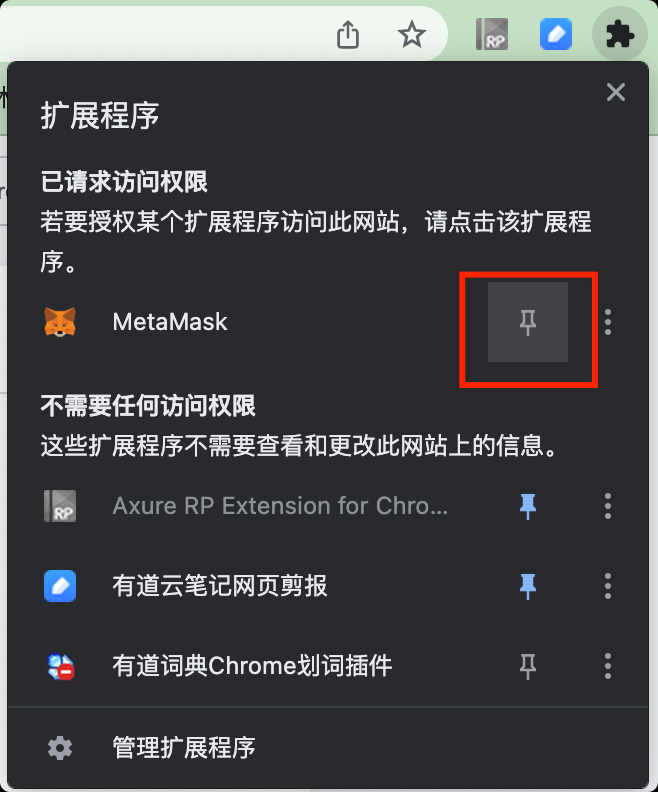 RP
扩展程序
已请求访问权限
若要授权某个扩展程序访问此网站，请点击该扩展程
序。
MetaMask
不需要任何访问权限
这些扩展程序不需要查看和更改此网站上的信息。
RP
Axure RP Extension for Chro...
有道云笔记网页剪报
有道词典Chrome划词插件
管理扩展程序